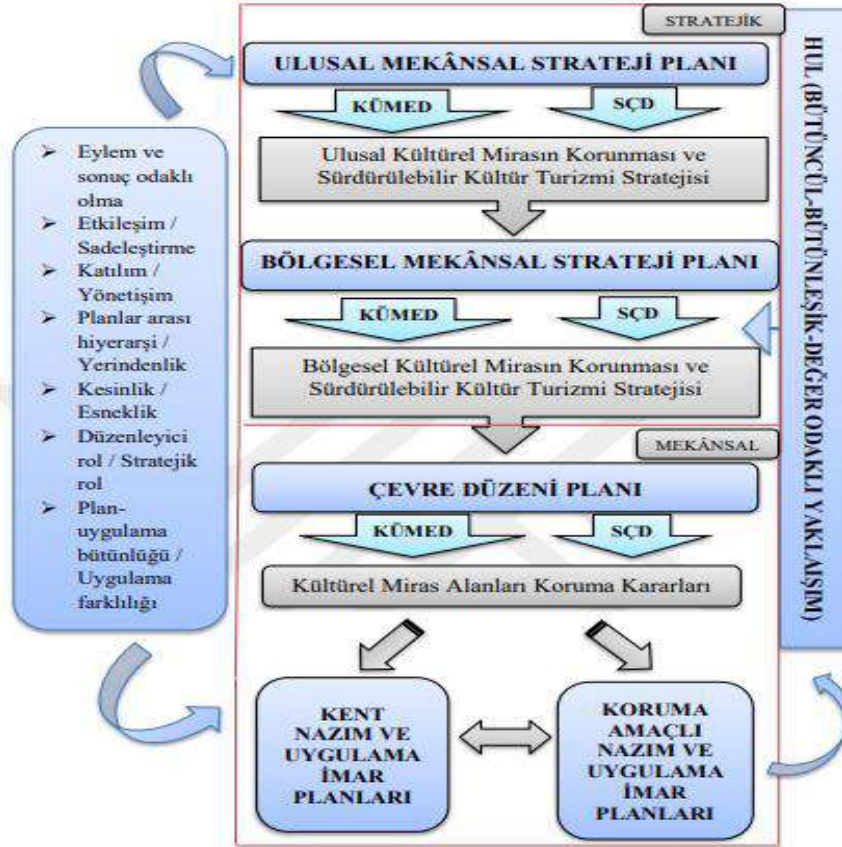 STRATEJİK
ULUSAL MEKÂNSAL STRATEJİ PLANI
KÜMED
SÇD
Ulusal Kültürel Mirasın Korunması ve
Sürdürülebilir Kültür Turizmi Stratejisi
BÖLGESEL MEKÂNSAL STRATEJİ PLANI
KÜMED
SÇD
Bölgesel Kültürel Mirasın Korunması ve
Sürdürülebilir Kültür Turizmi Stratejisi
MEKÂNSAL
ÇEVRE DÜZENİ PLANI
KÜMED
SÇD
Kültürel Miras Alanları Koruma Kararları
KENT
NAZIM VE
UYGULAMA
İMAR
PLANLARI
KORUMA
AMAÇLI
NAZIM VE
UYGULAMA
İMAR
PLANLARI
➢ Eylem ve
sonuç odaklı
olma
➢ Etkileşim /
Sadeleştirme
➢ Katılım /
Yönetişim
➢ Planlar arası
hiyerarşi /
Yerindenlik
➢ Kesinlik /
Esneklik
➢ Düzenleyici
rol / Stratejik
rol
➢ Plan-
uygulama
bütünlüğü /
Uygulama
farklılığı
HUL (BÜTÜNCÜL-BÜTÜNLEŞİK-DEĞER ODAKLI YAKLAIŞIM)